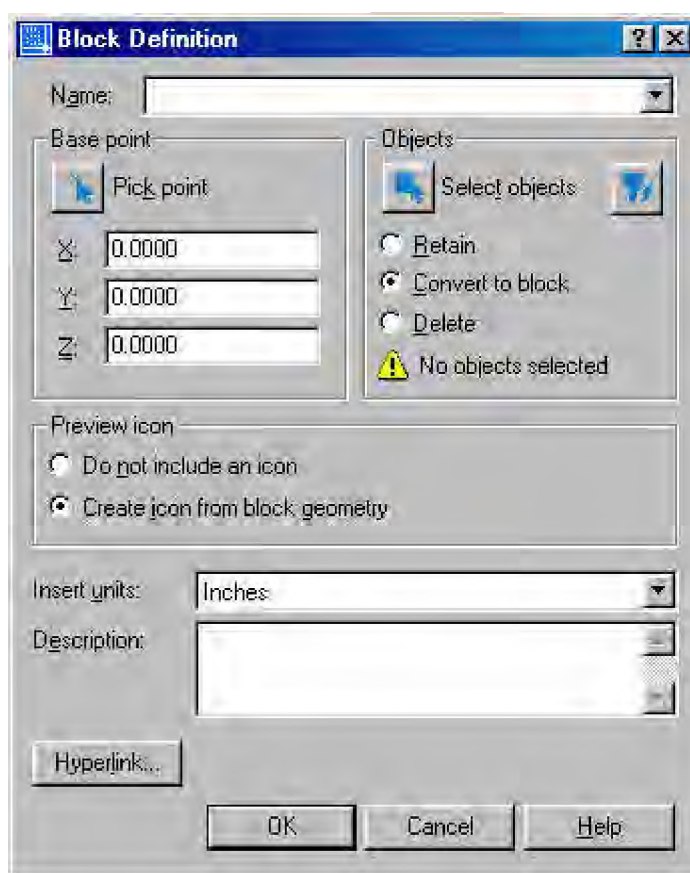 Block Definition
Name:
Base point
Pick point
X: 0.0000
Y: 0.0000
Z: 0.0000
Objects
Select objects
Retain
Convert to block
Delete
No objects selected
Preview icon
Do not include an icon
Create icon from block geometry
Insert units: Inches
Description:
Hyperlink...
OK Cancel Help